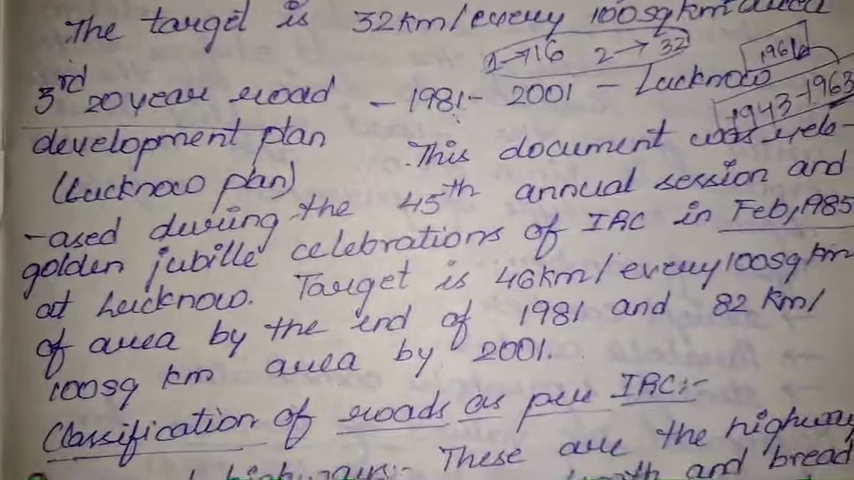 The target is 32km/every 100sqkm area
1→16 2→32
1961
3rd 20 year road - 1981 - 2001 - Lucknow
1943-1963
development plan This document was rele-
(Lucknow plan)
-ased during the 45th annual session and
golden jubille celebrations of IRC in Feb, 1985
at Lucknow. Target is 46km/every 100sq km
of area by the end of 1981 and 82 km/
100sq km area by 2001.
Classification of roads as per IRC:-
These are the highway
and bread